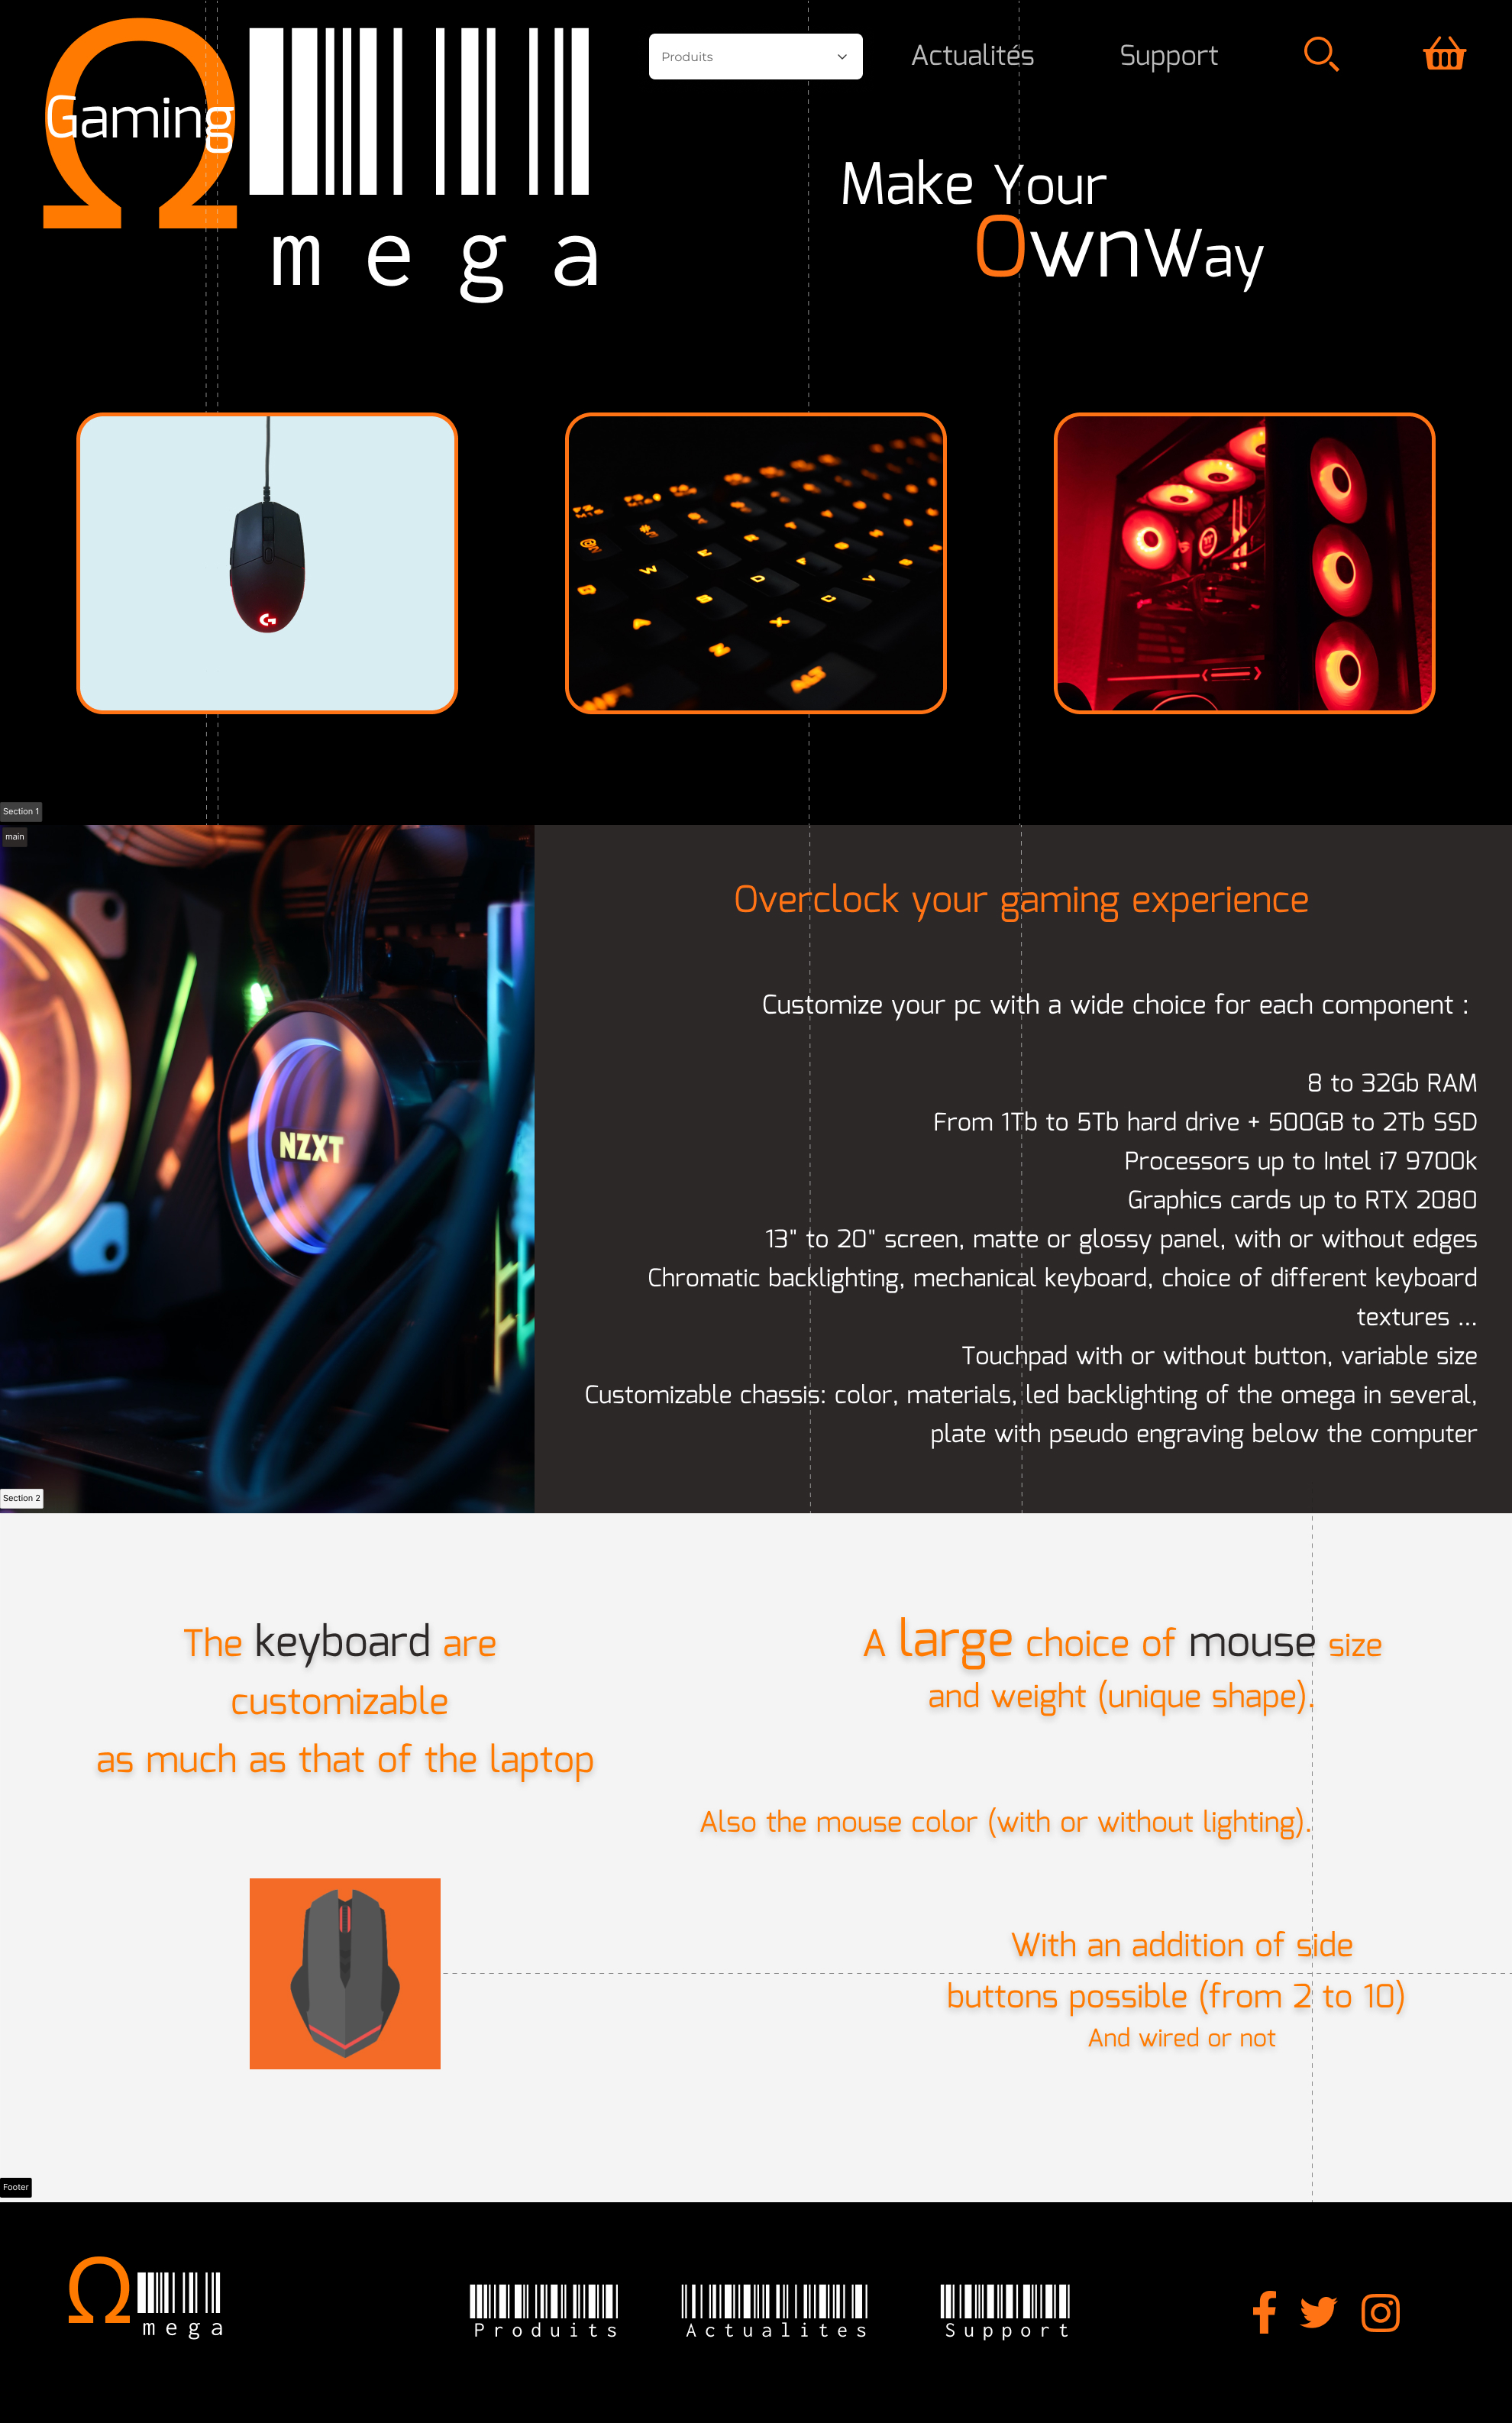 Gaming
mega
Produits
Actualités
Support
Make Your
OwnWay
Section 1
main
NZXT
Overclock your gaming experience
Customize your pc with a wide choice for each component :
8 to 32Gb RAM
From 1Tb to 5Tb hard drive + 500GB to 2Tb SSD
Processors up to Intel i7 9700k
Graphics cards up to RTX 2080
13" to 20" screen, matte or glossy panel, with or without edges
Chromatic backlighting, mechanical keyboard, choice of different keyboard
textures ...
Touchpad with or without button, variable size
Customizable chassis: color, materials, led backlighting of the omega in several,
plate with pseudo engraving below the computer
Section 2
The keyboard are
customizable
as much as that of the laptop
A large choice of mouse size
and weight (unique shape).
Also the mouse color (with or without lighting).
With an addition of side
buttons possible (from 2 to 10)
And wired or not
Footer
Ω mega
Produits
Actualites
Support